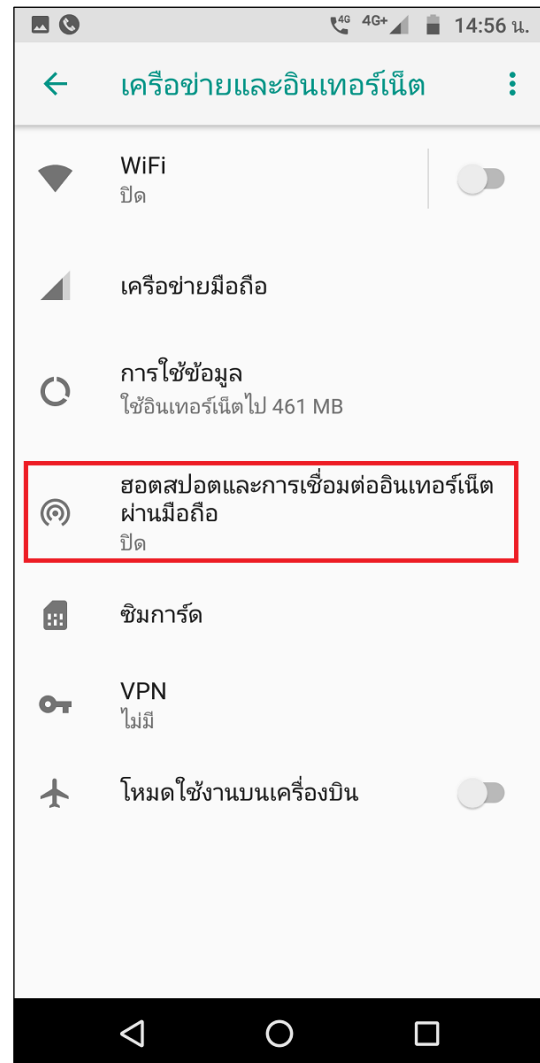 4G 4G+ 14:56 น.
เครือข่ายและอินเทอร์เน็ต
WiFi
ปิด
เครือข่ายมือถือ
การใช้ข้อมูล
ใช้อินเทอร์เน็ตไป 461 MB
ฮอตสปอตและการเชื่อมต่ออินเทอร์เน็ต
ผ่านมือถือ
ปิด
ซิมการ์ด
VPN
ไม่มี
โหมดใช้งานบนเครื่องบิน